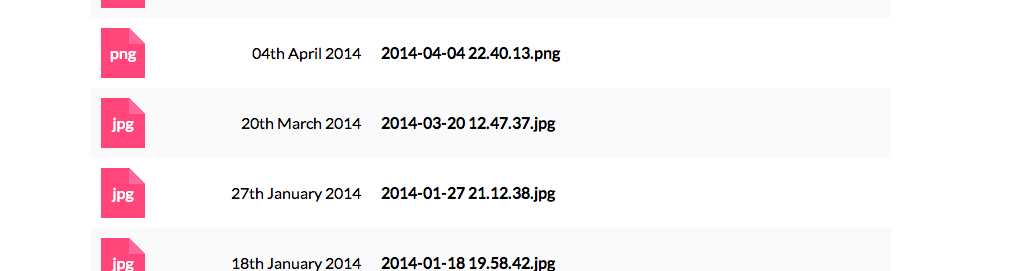 png 04th April 2014 2014-04-04 22.40.13.png
jpg 20th March 2014 2014-03-20 12.47.37.jpg
jpg 27th January 2014 2014-01-27 21.12.38.jpg
jpg 18th January 2014 2014-01-18 19.58.42.jpg